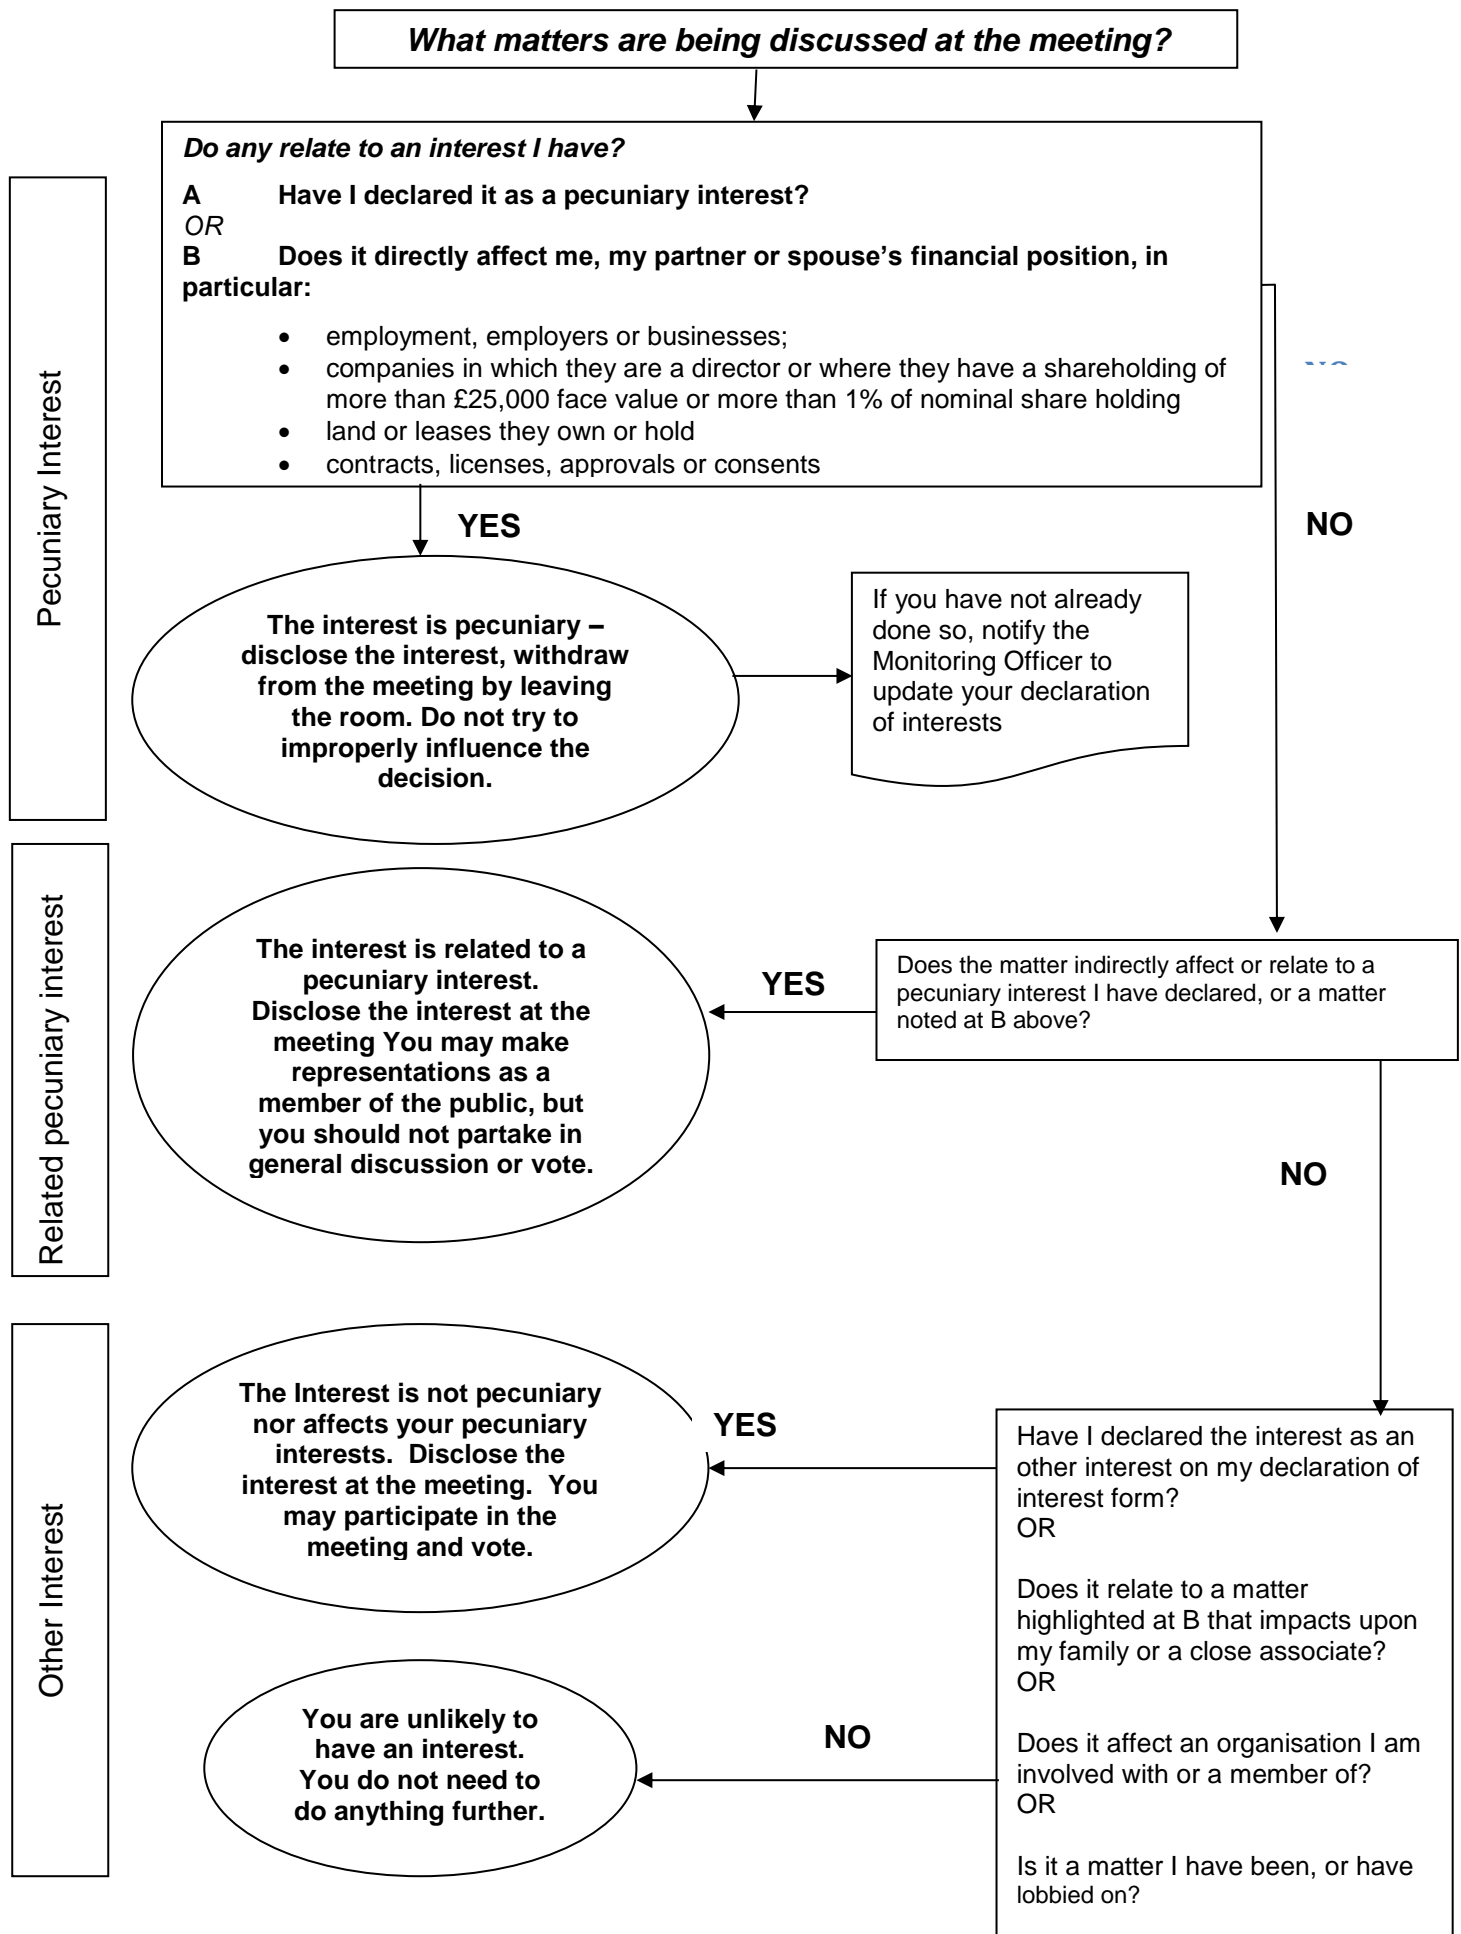 What matters are being discussed at the meeting?
Do any relate to an interest I have?
A Have I declared it as a pecuniary interest?
OR
B Does it directly affect me, my partner or spouse's financial position, in
particular:
• employment, employers or businesses;
• companies in which they are a director or where they have a shareholding of
more than £25,000 face value or more than 1% of nominal share holding
• land or leases they own or hold
• contracts, licenses, approvals or consents
Pecuniary Interest
YES
NO
The interest is pecuniary –
disclose the interest, withdraw
from the meeting by leaving
the room. Do not try to
improperly influence the
decision.
If you have not already
done so, notify the
Monitoring Officer to
update your declaration
of interests
Related pecuniary interest
The interest is related to a
pecuniary interest.
Disclose the interest at the
meeting You may make
representations as a
member of the public, but
you should not partake in
general discussion or vote.
YES
Does the matter indirectly affect or relate to a
pecuniary interest I have declared, or a matter
noted at B above?
NO
Other Interest
The Interest is not pecuniary
nor affects your pecuniary
interests. Disclose the
interest at the meeting. You
may participate in the
meeting and vote.
YES
Have I declared the interest as an
other interest on my declaration of
interest form?
OR
Does it relate to a matter
highlighted at B that impacts upon
my family or a close associate?
OR
Does it affect an organisation I am
involved with or a member of?
OR
Is it a matter I have been, or have
lobbied on?
NO
You are unlikely to
have an interest.
You do not need to
do anything further.